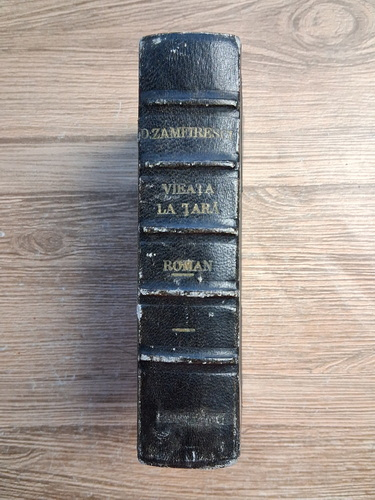 D. ZAMFIRESCU
VIEAȚA
LA ȚARĂ
ROMAN